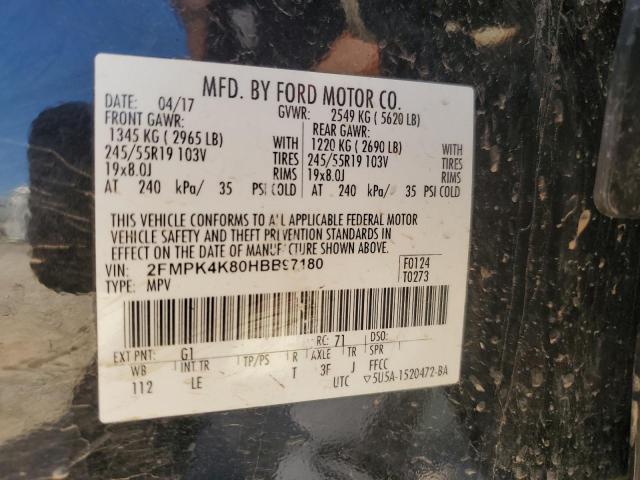 MFD. BY FORD MOTOR CO.
DATE: 04/17 GVWR: 2549 KG ( 5620 LB)
FRONT GAWR: REAR GAWR:
1345 KG ( 2965 LB) 1220 KG ( 2690 LB)
245/55R19 103V TIRES 245/55R19 103V TIRES
19x8.0J RIMS 19x8.0J RIMS
AT 240 kPa/ 35 PSI COLD AT 240 kPa/ 35 PSI COLD
THIS VEHICLE CONFORMS TO ALL APPLICABLE FEDERAL MOTOR
VEHICLE SAFETY AND THEFT PREVENTION STANDARDS IN
EFFECT ON THE DATE OF MANUFACTURE SHOWN ABOVE.
VIN: 2FMPK4K80HBB97180 F0124
TYPE: MPV T0273
EXT PNT: G1 RC: 71 DSO:
WB INT TR TP/PS R AXLE TR SPR
112 LE T 3F J FFCC
UTC ▽5U5A-1520472-BA